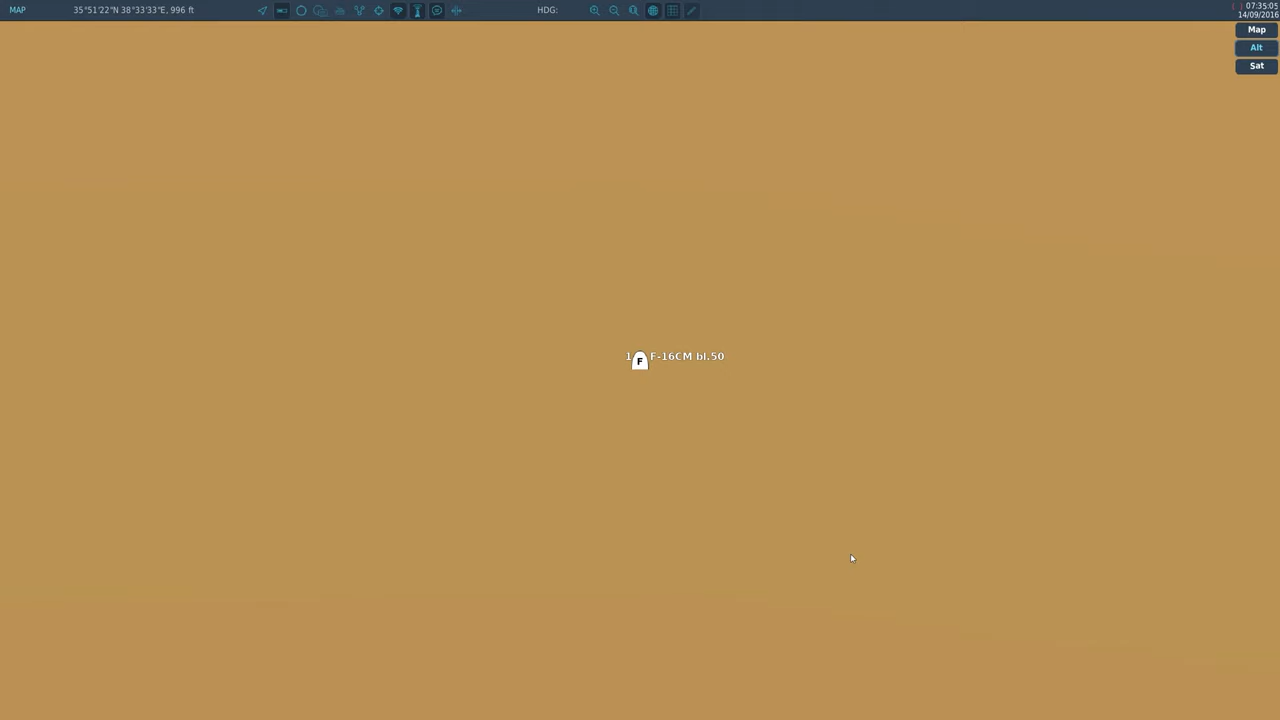 MAP 35°51'22"N 38°33'33"E, 996 ft HDG: 07:35:05
14/09/2016
Map
Alt
Sat
F F-16CM bl.50